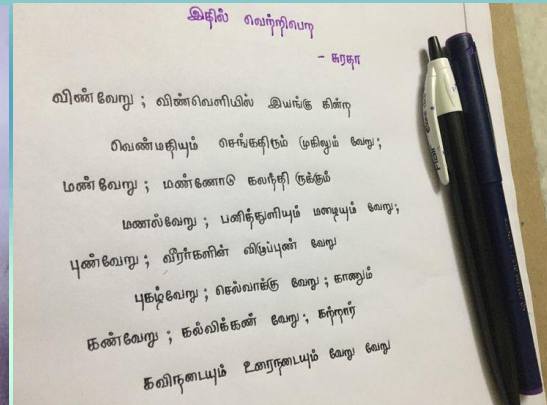 இதில் வெற்றிபெற
- சுரதா
விண்வேறு ; விண்வெளியில் இயங்கு கின்ற
வெண்மதியும் செங்கதிரும் முகிலும் வேறு ;
மண்வேறு ; மண்ணோடு கலந்தி ருக்கும்
மணல்வேறு ; பனித்துளியும் மழையும் வேறு ;
புண்வேறு ; வீரர்களின் விழுப்புண் வேறு
புகழ்வேறு ; செல்வாக்கு வேறு ; காணும்
கண்வேறு ; கல்விக்கண் வேறு ; கற்றார்
கவிநடையும் உரைநடையும் வேறு வேறு